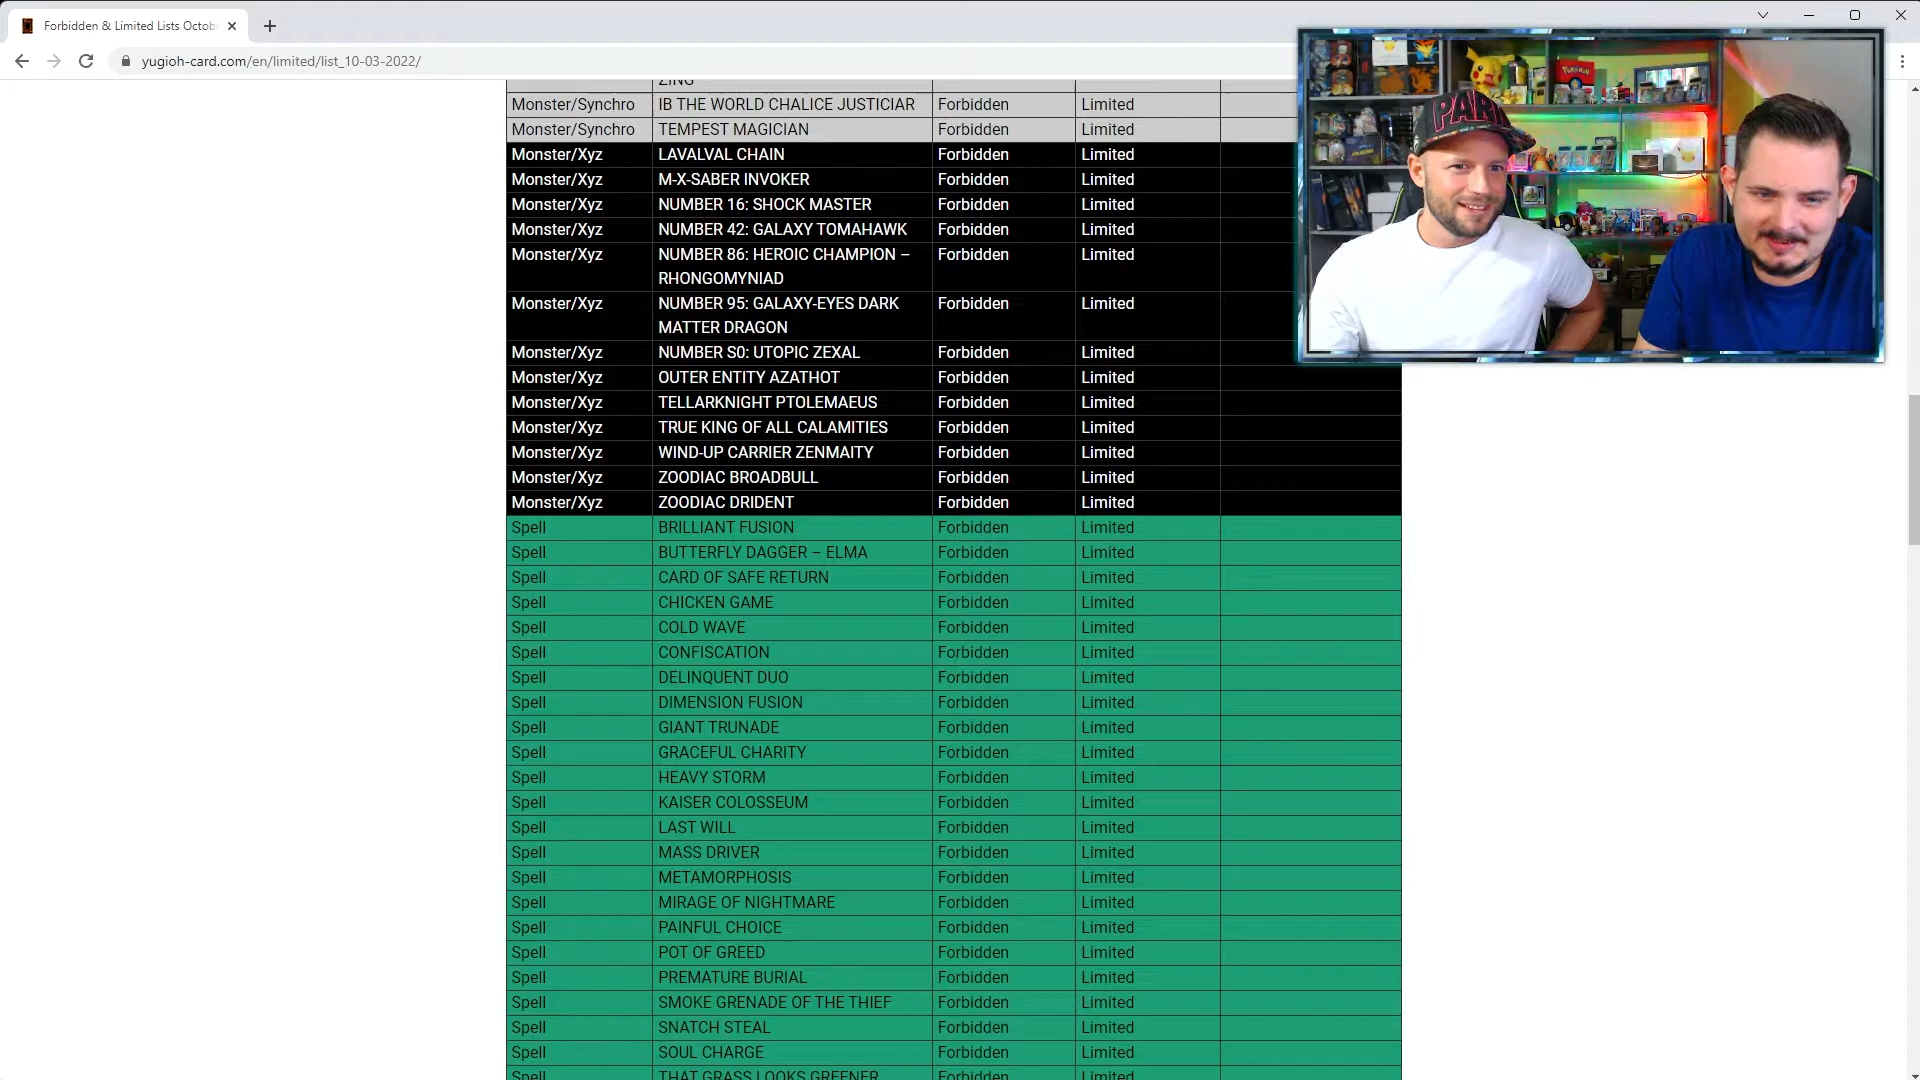 Forbidden & Limited Lists Octob
yugioh-card.com/en/limited/list_10-03-2022/
ZING
Monster/Synchro IB THE WORLD CHALICE JUSTICIAR Forbidden Limited
Monster/Synchro TEMPEST MAGICIAN Forbidden Limited
Monster/Xyz LAVALVAL CHAIN Forbidden Limited
Monster/Xyz M-X-SABER INVOKER Forbidden Limited
Monster/Xyz NUMBER 16: SHOCK MASTER Forbidden Limited
Monster/Xyz NUMBER 42: GALAXY TOMAHAWK Forbidden Limited
Monster/Xyz NUMBER 86: HEROIC CHAMPION – Forbidden Limited
RHONGOMYNIAD
Monster/Xyz NUMBER 95: GALAXY-EYES DARK Forbidden Limited
MATTER DRAGON
Monster/Xyz NUMBER S0: UTOPIC ZEXAL Forbidden Limited
Monster/Xyz OUTER ENTITY AZATHOT Forbidden Limited
Monster/Xyz TELLARKNIGHT PTOLEMAEUS Forbidden Limited
Monster/Xyz TRUE KING OF ALL CALAMITIES Forbidden Limited
Monster/Xyz WIND-UP CARRIER ZENMAITY Forbidden Limited
Monster/Xyz ZOODIAC BROADBULL Forbidden Limited
Monster/Xyz ZOODIAC DRIDENT Forbidden Limited
Spell BRILLIANT FUSION Forbidden Limited
Spell BUTTERFLY DAGGER – ELMA Forbidden Limited
Spell CARD OF SAFE RETURN Forbidden Limited
Spell CHICKEN GAME Forbidden Limited
Spell COLD WAVE Forbidden Limited
Spell CONFISCATION Forbidden Limited
Spell DELINQUENT DUO Forbidden Limited
Spell DIMENSION FUSION Forbidden Limited
Spell GIANT TRUNADE Forbidden Limited
Spell GRACEFUL CHARITY Forbidden Limited
Spell HEAVY STORM Forbidden Limited
Spell KAISER COLOSSEUM Forbidden Limited
Spell LAST WILL Forbidden Limited
Spell MASS DRIVER Forbidden Limited
Spell METAMORPHOSIS Forbidden Limited
Spell MIRAGE OF NIGHTMARE Forbidden Limited
Spell PAINFUL CHOICE Forbidden Limited
Spell POT OF GREED Forbidden Limited
Spell PREMATURE BURIAL Forbidden Limited
Spell SMOKE GRENADE OF THE THIEF Forbidden Limited
Spell SNATCH STEAL Forbidden Limited
Spell SOUL CHARGE Forbidden Limited
Spell THAT GRASS LOOKS GREENER Forbidden Limited
PARI
POKEMON